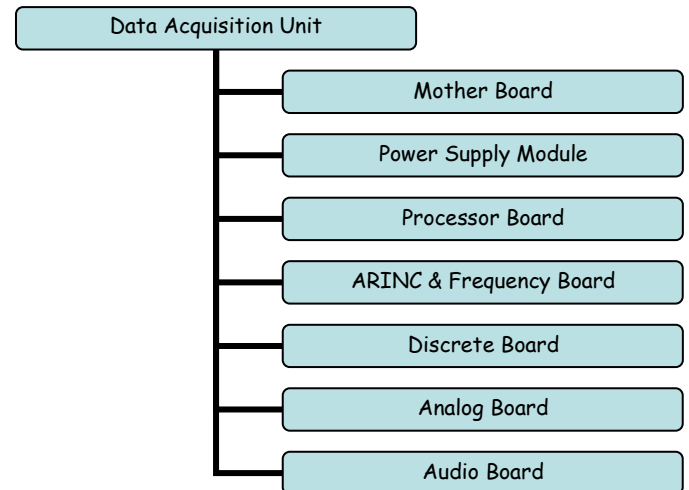 Data Acquisition Unit
Mother Board
Power Supply Module
Processor Board
ARINC & Frequency Board
Discrete Board
Analog Board
Audio Board